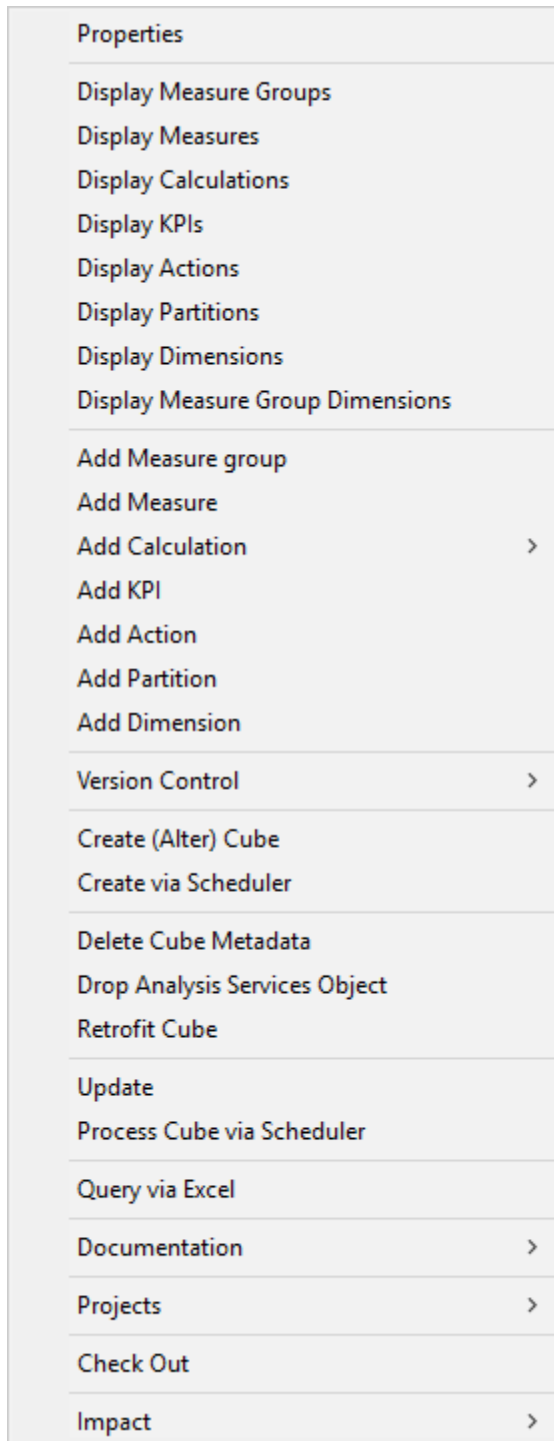 Properties
Display Measure Groups
Display Measures
Display Calculations
Display KPIs
Display Actions
Display Partitions
Display Dimensions
Display Measure Group Dimensions
Add Measure group
Add Measure
Add Calculation
Add KPI
Add Action
Add Partition
Add Dimension
Version Control
Create (Alter) Cube
Create via Scheduler
Delete Cube Metadata
Drop Analysis Services Object
Retrofit Cube
Update
Process Cube via Scheduler
Query via Excel
Documentation
Projects
Check Out
Impact